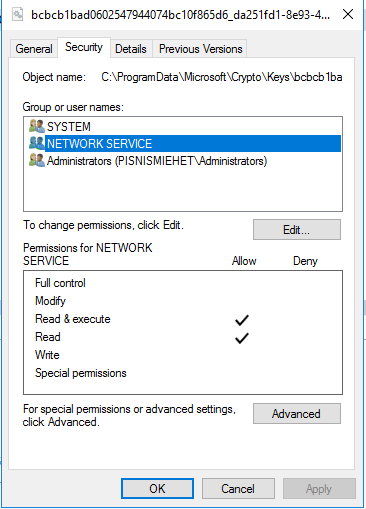 bcbcb1bad0602547944074bc10f865d6_da251fd1-8e93-4...
General
Security
Details
Previous Versions
Object name: C:\ProgramData\Microsoft\Crypto\Keys\bcbcb1ba
Group or user names:
SYSTEM
NETWORK SERVICE
Administrators (PISNISMIEHET\Administrators)
To change permissions, click Edit.
Edit...
Permissions for NETWORK
SERVICE Allow Deny
Full control
Modify
Read & execute
Read
Write
Special permissions
For special permissions or advanced settings,
click Advanced.
Advanced
OK
Cancel
Apply